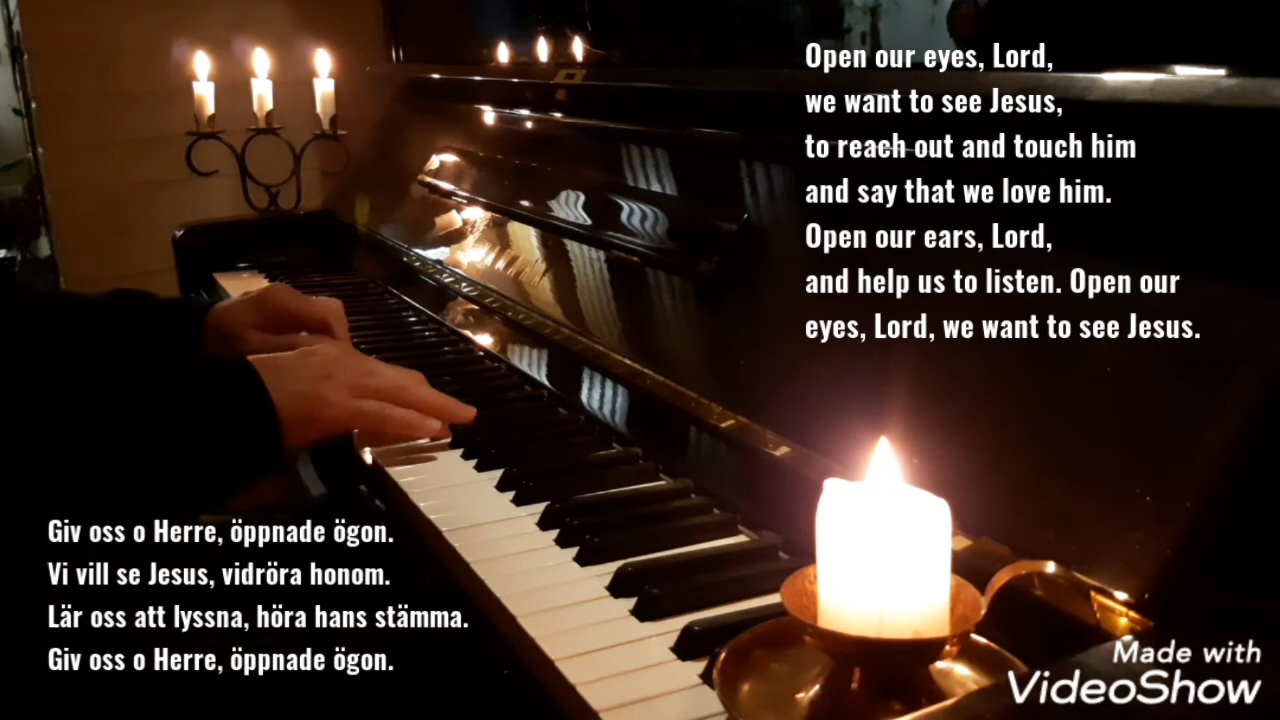 Open our eyes, Lord,
we want to see Jesus,
to reach out and touch him
and say that we love him.
Open our ears, Lord,
and help us to listen. Open our
eyes, Lord, we want to see Jesus.
Giv oss o Herre, öppnade ögon.
Vi vill se Jesus, vidröra honom.
Lär oss att lyssna, höra hans stämma.
Giv oss o Herre, öppnade ögon.
Made with
VideoShow